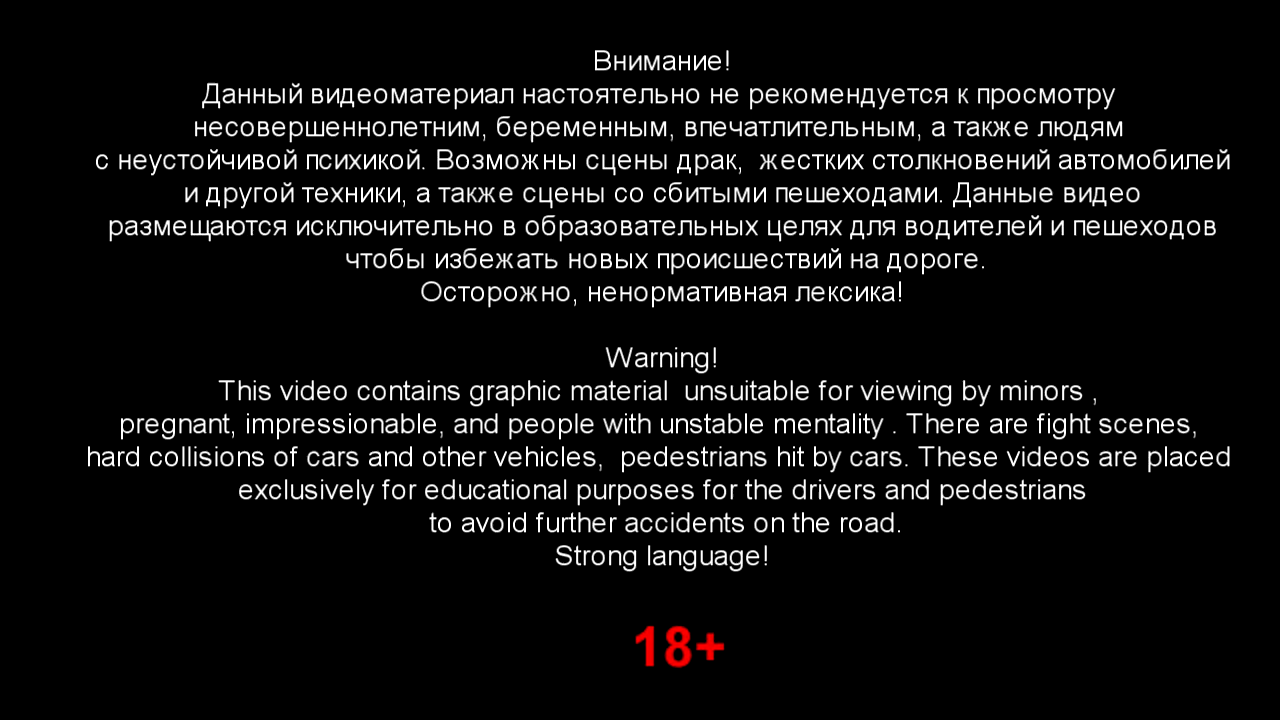 Внимание!
Данный видеоматериал настоятельно не рекомендуется к просмотру
несовершеннолетним, беременным, впечатлительным, а также людям
с неустойчивой психикой. Возможны сцены драк,  жестких столкновений автомобилей
и другой техники, а также сцены со сбитыми пешеходами. Данные видео
размещаются исключительно в образовательных целях для водителей и пешеходов
чтобы избежать новых происшествий на дороге.
Осторожно, ненормативная лексика!
Warning!
This video contains graphic material  unsuitable for viewing by minors ,
pregnant, impressionable, and people with unstable mentality . There are fight scenes,
hard collisions of cars and other vehicles,  pedestrians hit by cars. These videos are placed
exclusively for educational purposes for the drivers and pedestrians
to avoid further accidents on the road.
Strong language!
18+